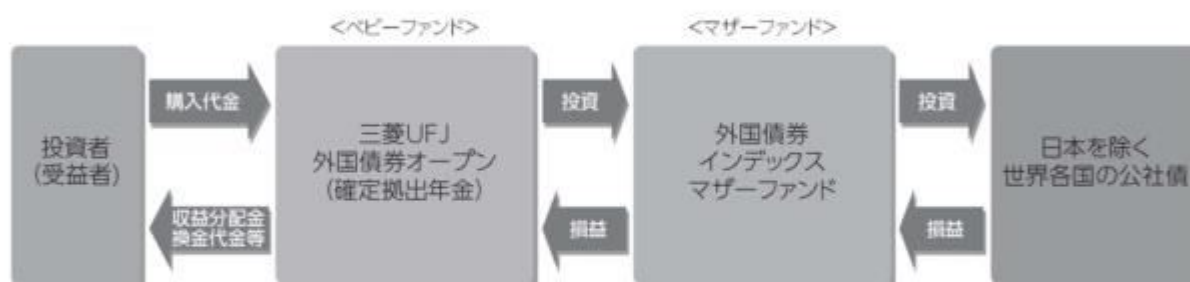 <ベビーファンド>
<マザーファンド>
投資者
(受益者)
購入代金
収益分配金
換金代金等
三菱UFJ
外国債券オープン
(確定拠出年金)
投資
損益
外国債券
インデックス
マザーファンド
投資
損益
日本を除く
世界各国の公社債